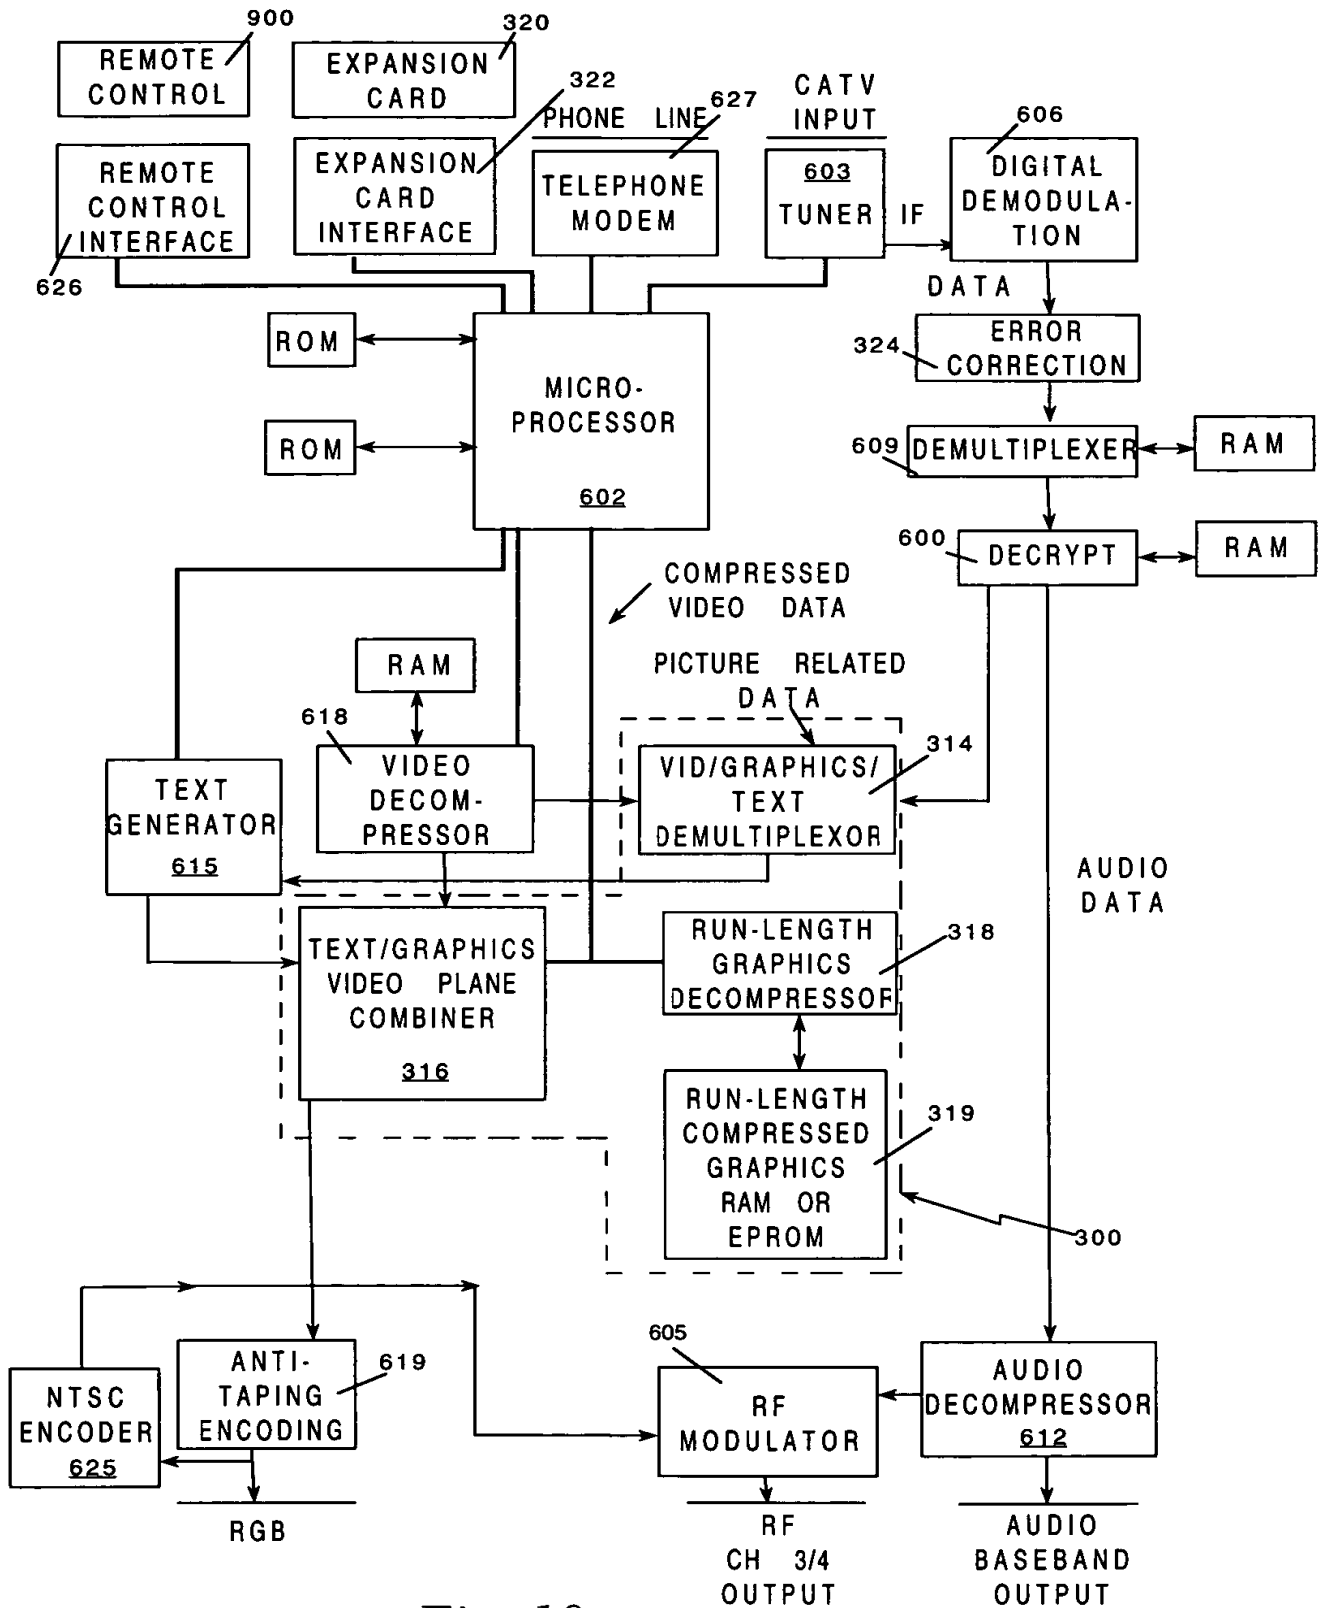 900
REMOTE
CONTROL
320
EXPANSION
CARD
322
PHONE LINE
627
CATV
INPUT
606
REMOTE
CONTROL
INTERFACE
626
EXPANSION
CARD
INTERFACE
TELEPHONE
MODEM
603
TUNER
IF
DIGITAL
DEMODULA-
TION
DATA
ROM
ROM
MICRO-
PROCESSOR
602
324
ERROR
CORRECTION
609
DEMULTIPLEXER
RAM
600
DECRYPT
RAM
COMPRESSED
VIDEO DATA
RAM
PICTURE RELATED
DATA
618
VIDEO
DECOM-
PRESSOR
314
VID/GRAPHICS/
TEXT
DEMULTIPLEXOR
TEXT
GENERATOR
615
AUDIO
DATA
TEXT/GRAPHICS
VIDEO PLANE
COMBINER
316
RUN-LENGTH
GRAPHICS
DECOMPRESSOR
318
RUN-LENGTH
COMPRESSED
GRAPHICS
RAM OR
EPROM
319
300
NTSC
ENCODER
625
ANTI-
TAPING
ENCODING
619
605
RF
MODULATOR
AUDIO
DECOMPRESSOR
612
RGB
RF
CH 3/4
OUTPUT
AUDIO
BASEBAND
OUTPUT